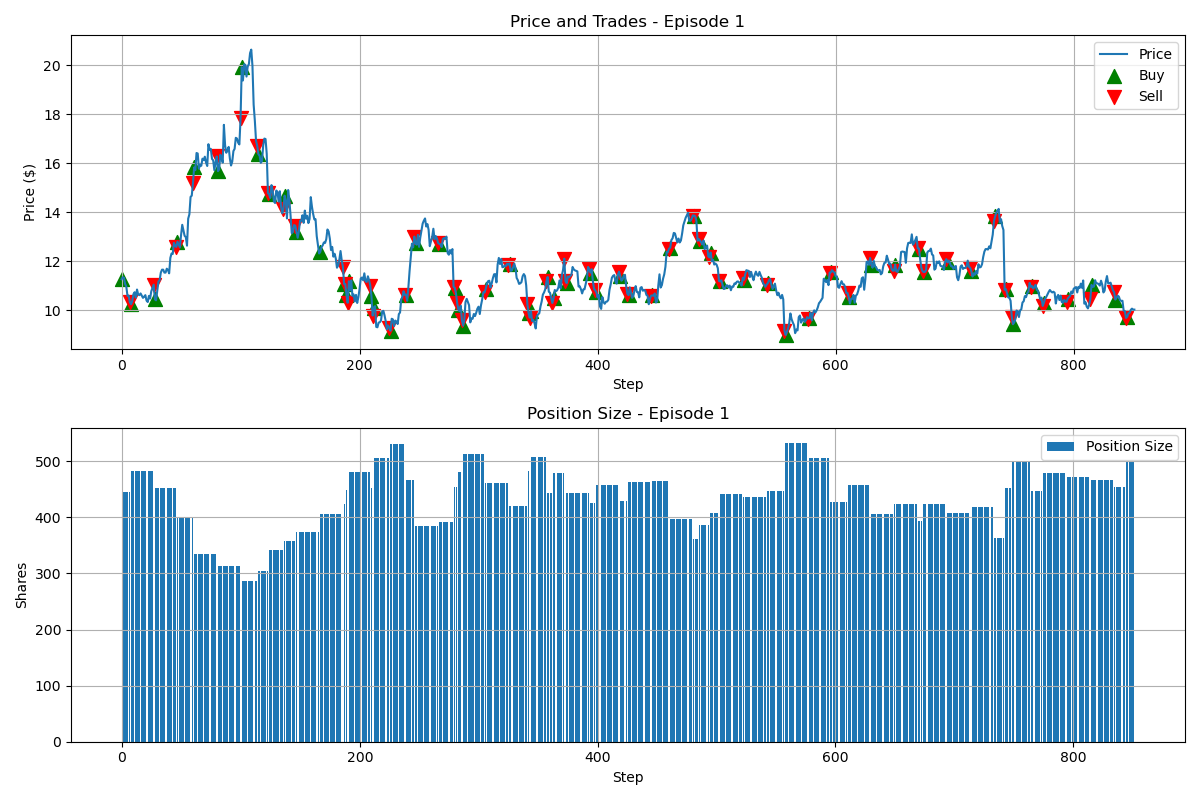 Price and Trades - Episode 1
Price ($)
20
18
16
14
12
10
Price
Buy
Sell
0
200
400
600
800
Step
Position Size - Episode 1
Shares
500
400
300
200
100
0
Position Size
0
200
400
600
800
Step